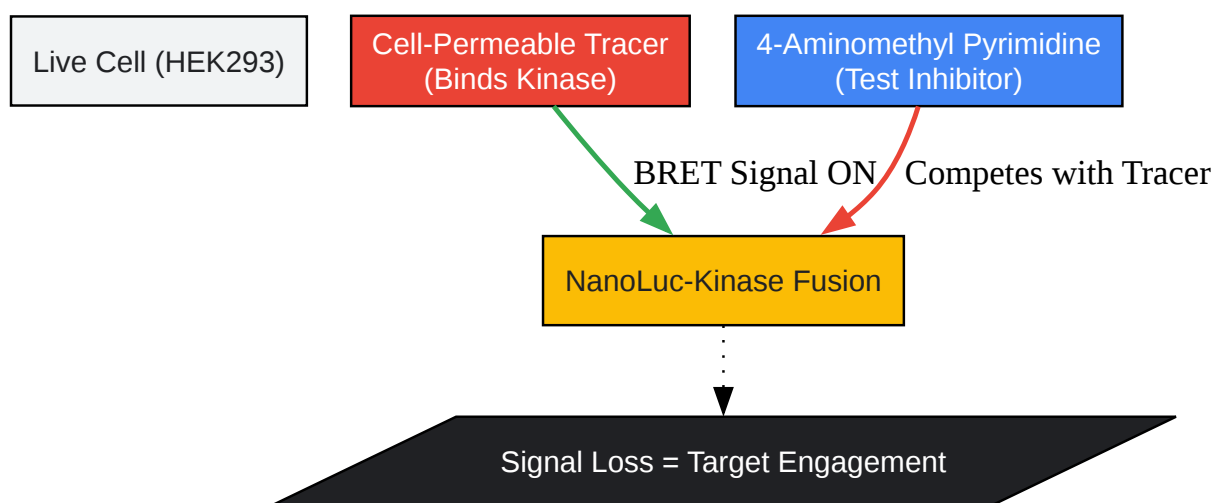 Live Cell (HEK293)
Cell-Permeable Tracer
(Binds Kinase)
4-Aminomethyl Pyrimidine
(Test Inhibitor)
BRET Signal ON
Competes with Tracer
NanoLuc-Kinase Fusion
Signal Loss = Target Engagement